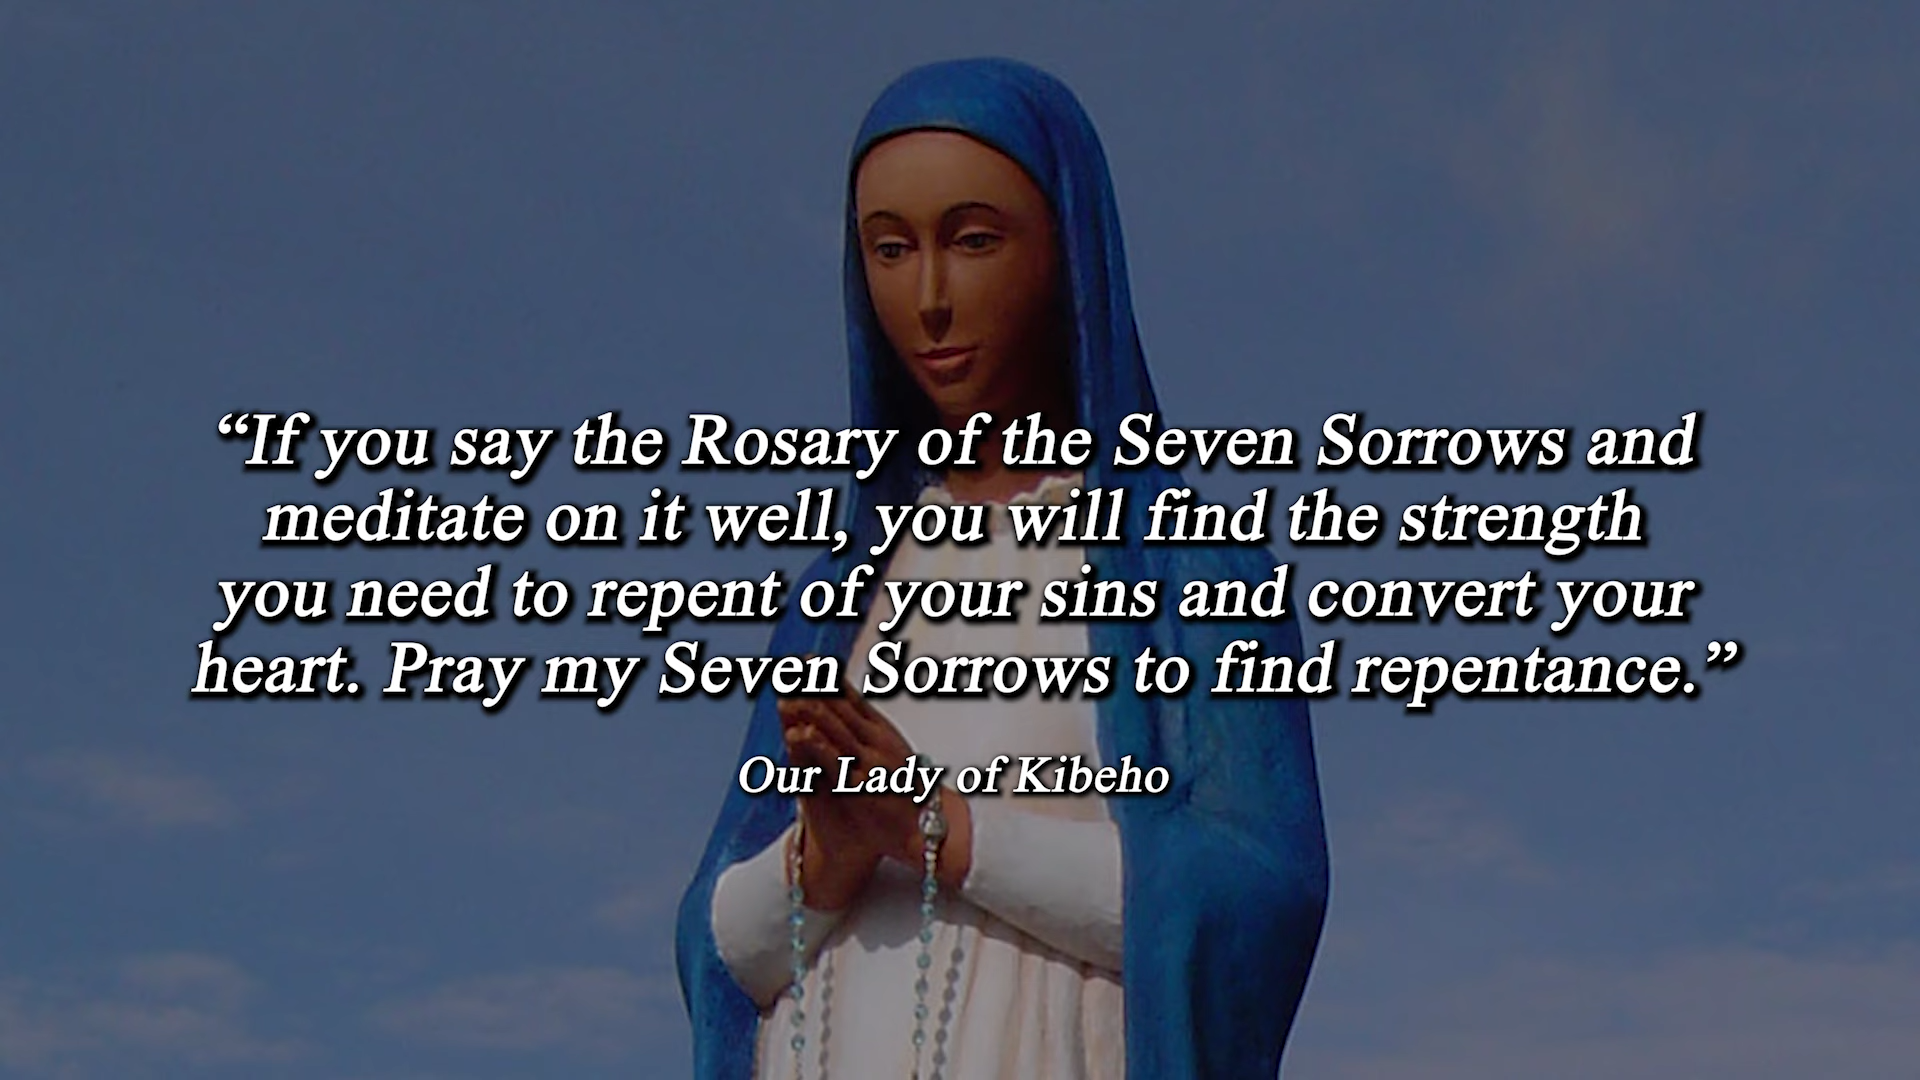 “If you say the Rosary of the Seven Sorrows and
meditate on it well, you will find the strength
you need to repent of your sins and convert your
heart. Pray my Seven Sorrows to find repentance.”
Our Lady of Kibeho